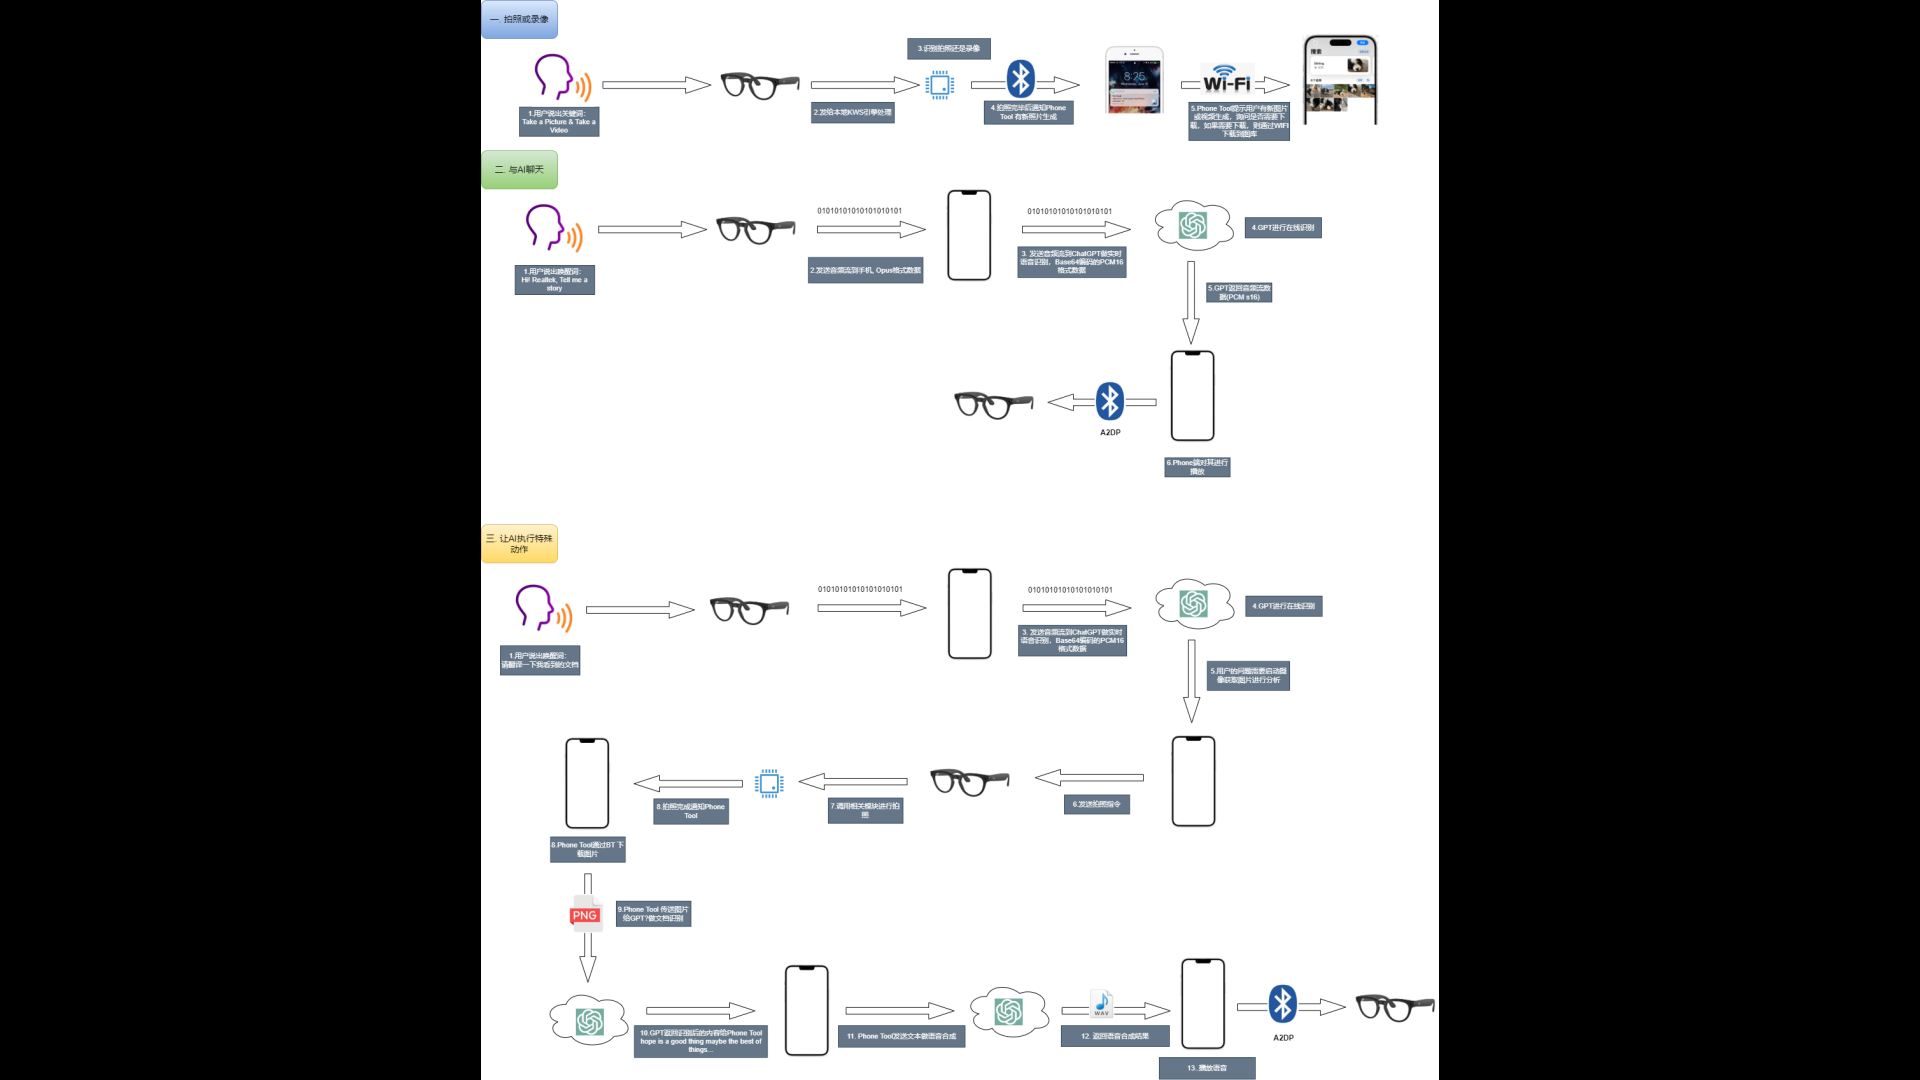 一. 拍照或录像
3.识别拍照还是录像
8:25
搜索
Wi-Fi
1.用户说出关键词:
Take a Picture & Take a
Video
2.发给本地KWS引擎处理
4.拍照完毕后通知Phone
Tool 有新照片生成
5.Phone Tool提示用户有新图片
或视频生成，询问是否需要下
载，如果需要下载，则通过WIFI
下载到图库
二. 与AI聊天
01010101010101010101
01010101010101010101
4.GPT进行在线识别
1.用户说出唤醒词:
Hi! Realtek, Tell me a
story
2.发送音频流到手机, Opus格式数据
3. 发送音频流到ChatGPT做实时
语音识别，Base64编码的PCM16
格式数据
5.GPT返回音频流数
据(PCM s16)
A2DP
6.Phone端对其进行
播放
三. 让AI执行特殊
动作
01010101010101010101
01010101010101010101
4.GPT进行在线识别
1.用户说出唤醒词:
请翻译一下我看到的文档
3. 发送音频流到ChatGPT做实时
语音识别，Base64编码的PCM16
格式数据
5.用户的问题需要启动摄
像获取图片进行分析
8.拍照完成通知Phone
Tool
7.调用相关模块进行拍
照
6.发送拍照指令
8.Phone Tool通过BT 下
载图片
PNG
9.Phone Tool 传送图片
给GPT?做文档识别
WAV
10.GPT返回识别后的内容给Phone Tool
hope is a good thing maybe the best of
things...
11. Phone Tool发送文本做语音合成
12. 返回语音合成结果
A2DP
13. 播放语音